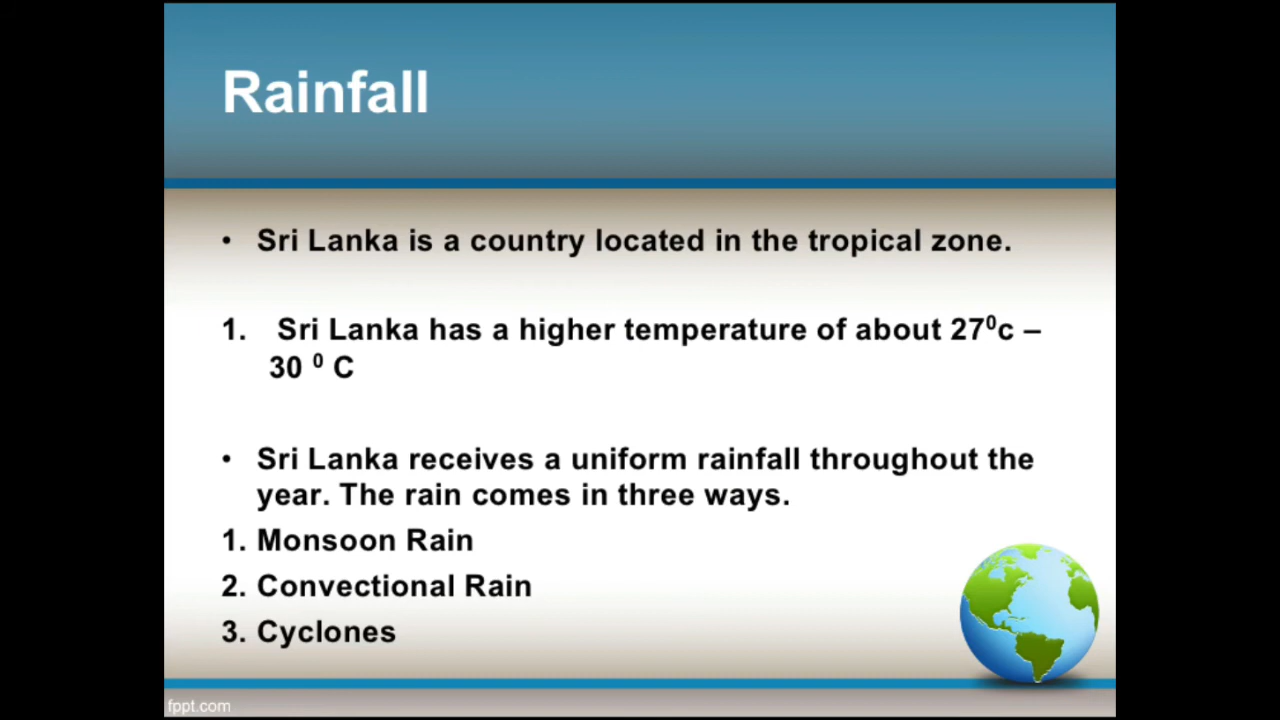 Rainfall
• Sri Lanka is a country located in the tropical zone.
1. Sri Lanka has a higher temperature of about 27⁰c –
30 ⁰ C
• Sri Lanka receives a uniform rainfall throughout the
year. The rain comes in three ways.
1. Monsoon Rain
2. Convectional Rain
3. Cyclones
fppt.com